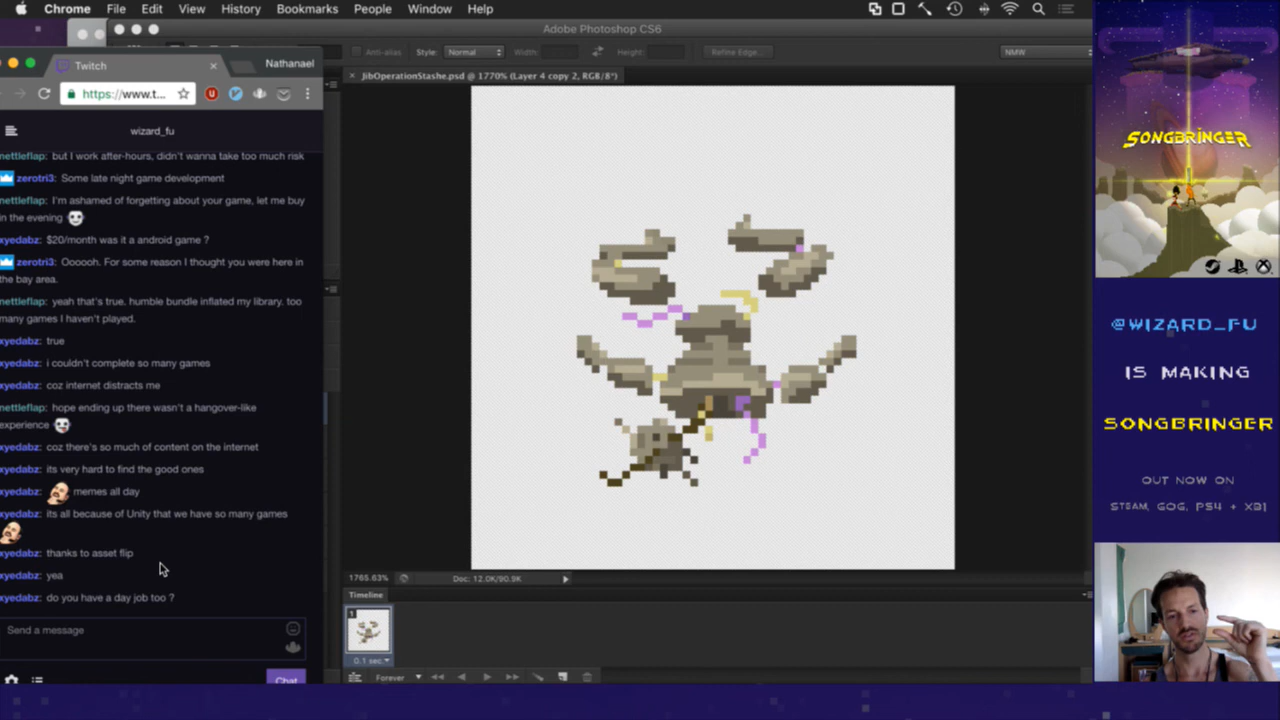 Chrome File Edit View History Bookmarks People Window Help
Adobe Photoshop CS6
Anti-alias Style: Normal Width: Height: Refine Edge... NMW
Twitch
Nathanael
JibOperationStashe.psd @ 1770% (Layer 4 copy 2, RGB/8*)
https://www.t...
wizard_fu
nettleflap: but I work after-hours, didn't wanna take too much risk
zerotri3: Some late night game development
nettleflap: I'm ashamed of forgetting about your game, let me buy
in the evening
xyedabz: $20/month was it a android game ?
zerotri3: Oooooh. For some reason I thought you were here in
the bay area.
nettleflap: yeah that's true. humble bundle inflated my library. too
many games I haven't played.
xyedabz: true
xyedabz: i couldn't complete so many games
xyedabz: coz internet distracts me
nettleflap: hope ending up there wasn't a hangover-like
experience
xyedabz: coz there's so much of content on the internet
xyedabz: its very hard to find the good ones
xyedabz: memes all day
xyedabz: its all because of Unity that we have so many games
xyedabz: thanks to asset flip
xyedabz: yea
xyedabz: do you have a day job too ?
Send a message
Chat
1765.63% Doc: 12.0K/90.9K
Timeline
1
0.1 sec.
Forever
SONGBRINGER
@WIZARD_FU
IS MAKING
SONGBRINGER
OUT NOW ON
STEAM, GOG, PS4 + XB1